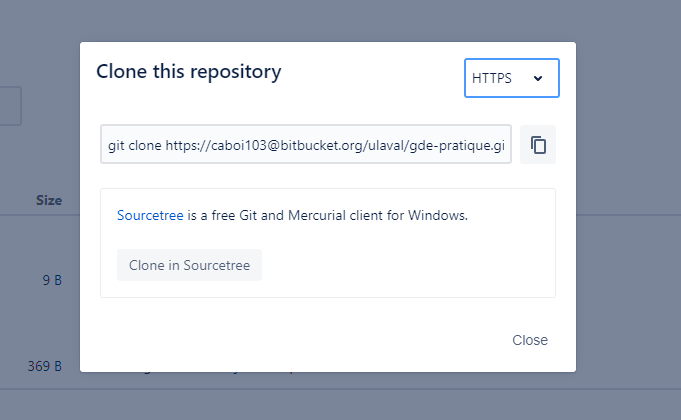 Clone this repository
HTTPS
git clone https://caboi103@bitbucket.org/ulaval/gde-pratique.gi
Size
Sourcetree is a free Git and Mercurial client for Windows.
Clone in Sourcetree
9 B
Close
369 B